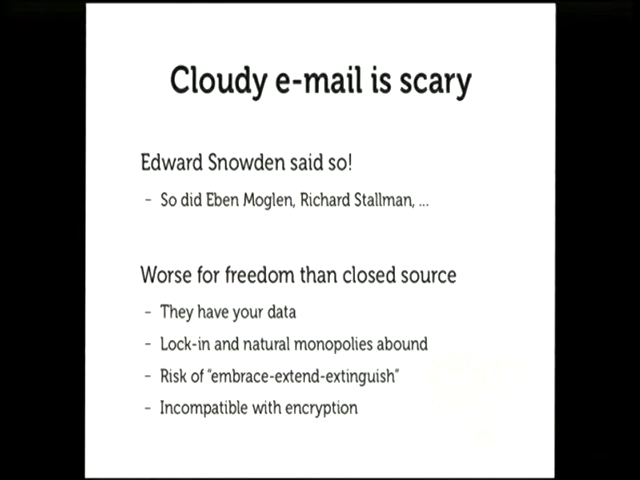 Cloudy e-mail is scary
Edward Snowden said so!
– So did Eben Moglen, Richard Stallman, ...
Worse for freedom than closed source
– They have your data
– Lock-in and natural monopolies abound
– Risk of "embrace-extend-extinguish"
– Incompatible with encryption